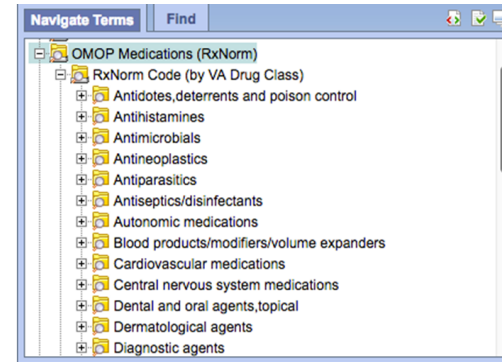 Navigate Terms Find
OMOP Medications (RxNorm)
RxNorm Code (by VA Drug Class)
Antidotes,deterrents and poison control
Antihistamines
Antimicrobials
Antineoplastics
Antiparasitics
Antiseptics/disinfectants
Autonomic medications
Blood products/modifiers/volume expanders
Cardiovascular medications
Central nervous system medications
Dental and oral agents,topical
Dermatological agents
Diagnostic agents